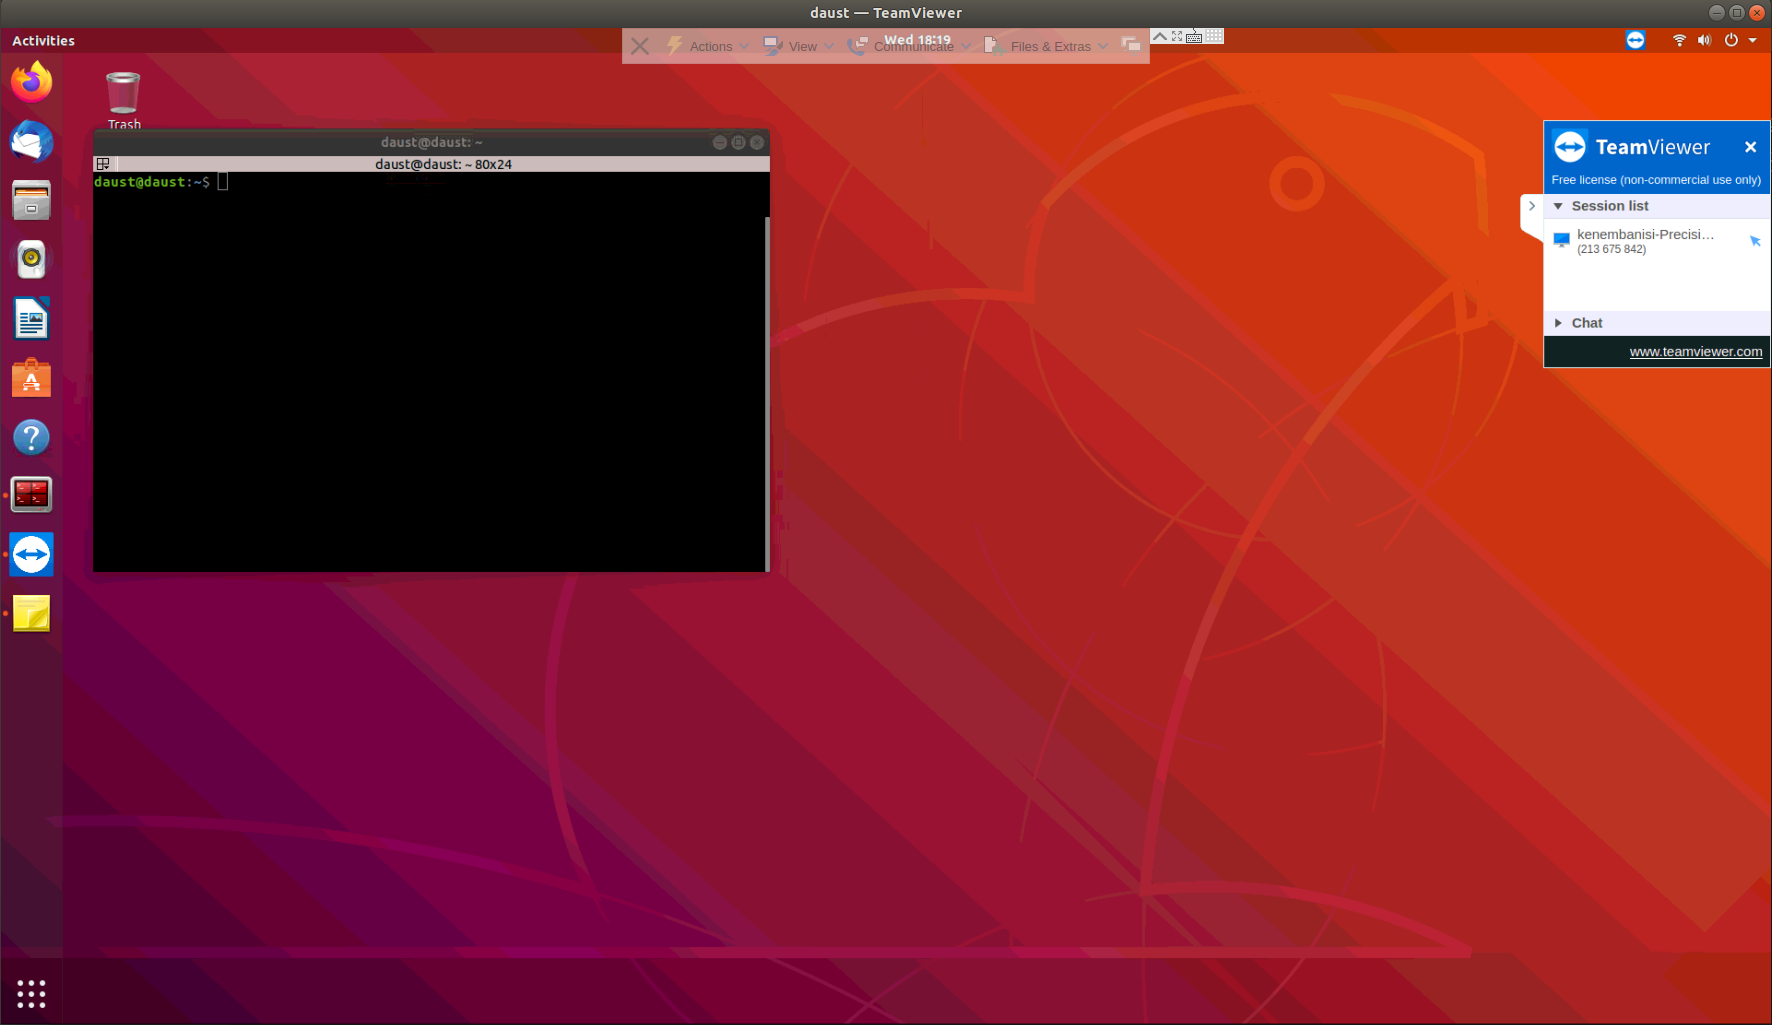 daust — TeamViewer
Activities
Actions
View
Communicate
Wed 18:19
Files & Extras
Trash
daust@daust: ~
daust@daust: ~ 80x24
daust@daust:~$
TeamViewer
Free license (non-commercial use only)
Session list
kenembanisi-Precisi...
(213 675 842)
Chat
www.teamviewer.com